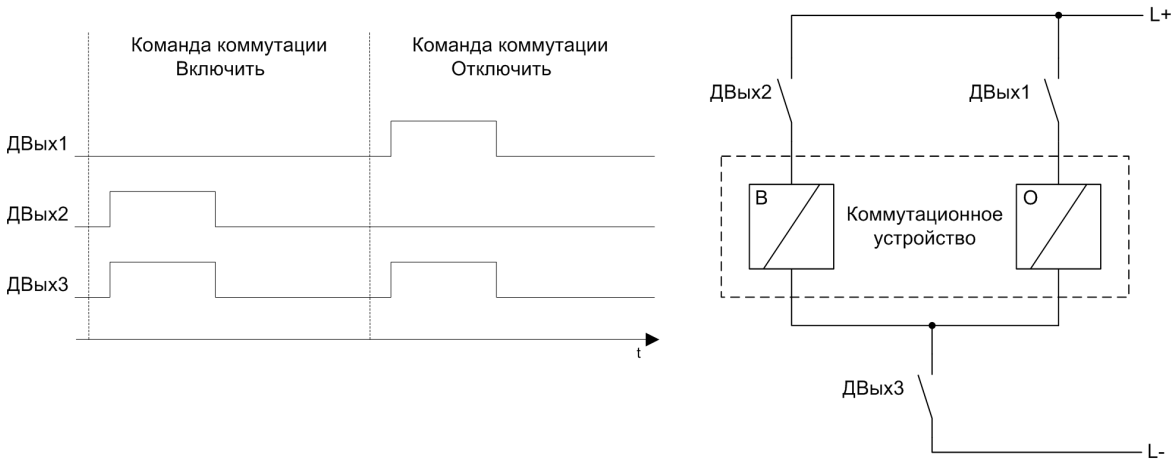 Команда коммутации
Включить
Команда коммутации
Отключить
ДВых1
ДВых2
ДВых3
t
L+
ДВых2
ДВых1
В
О
Коммутационное
устройство
ДВых3
L-